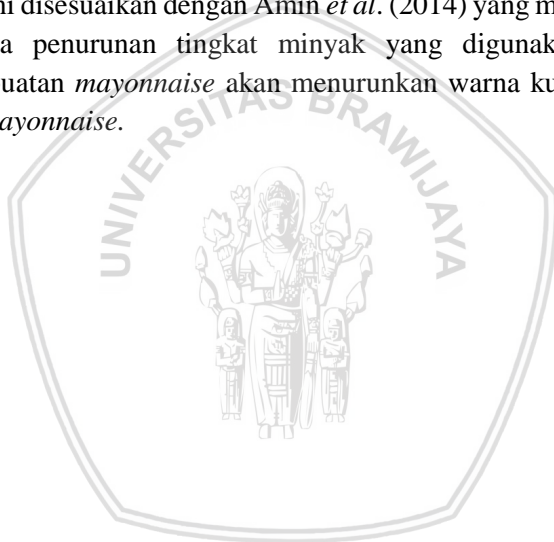 ni disesuaikan dengan Amin et al. (2014) yang m
a penurunan tingkat minyak yang digunak
uatan mayonnaise akan menurunkan warna ku
ayonnaise.
UNIVERSITAS BRAWIJAYA